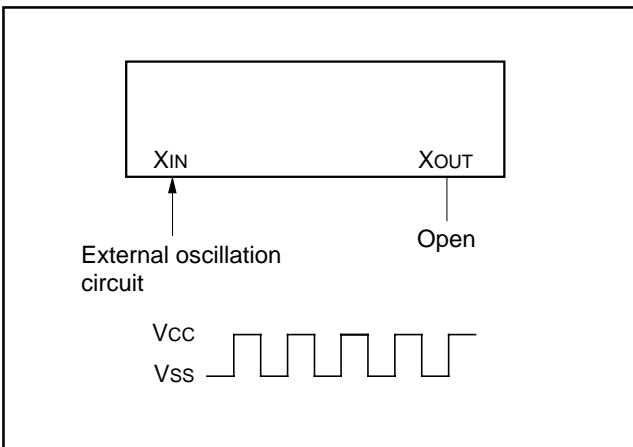 XIN
XOUT
External oscillation
circuit
Open
VCC
VSS